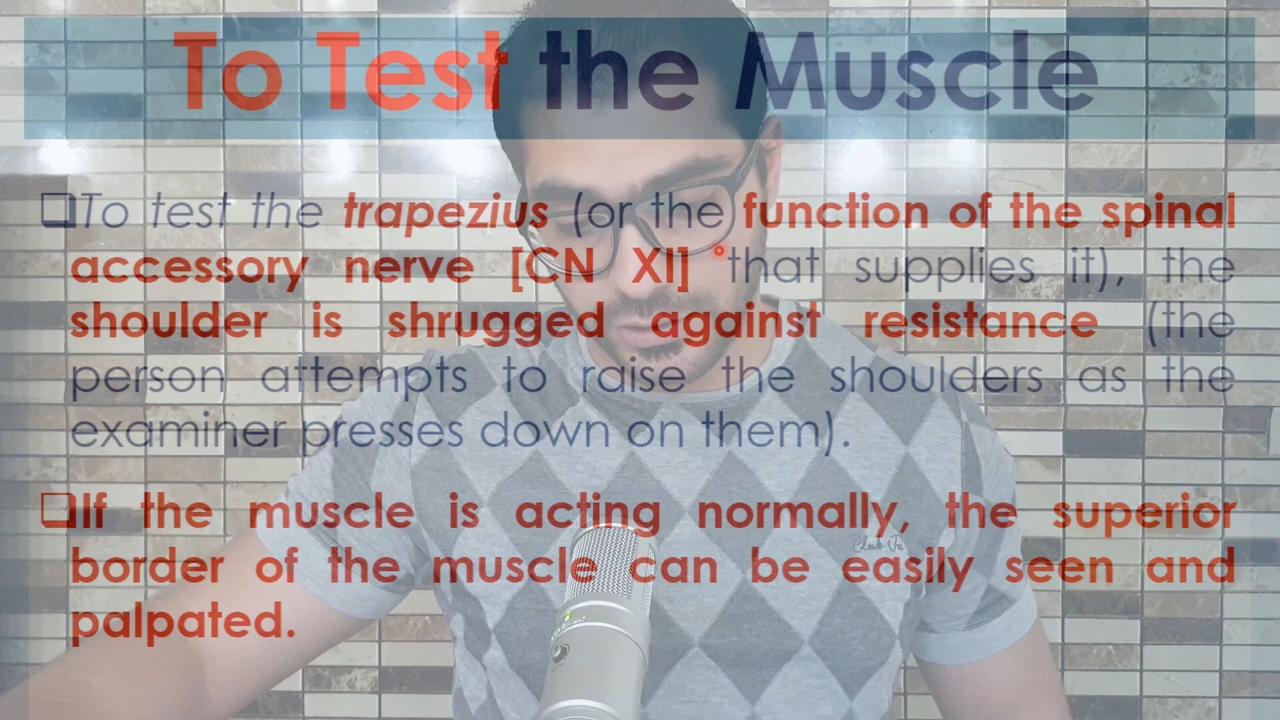 To Test the Muscle
❑To test the trapezius (or the function of the spinal
accessory nerve [CN XI] °that supplies it), the
shoulder is shrugged against resistance (the
person attempts to raise the shoulders as the
examiner presses down on them).
❑If the muscle is acting normally, the superior
border of the muscle can be easily seen and
palpated.